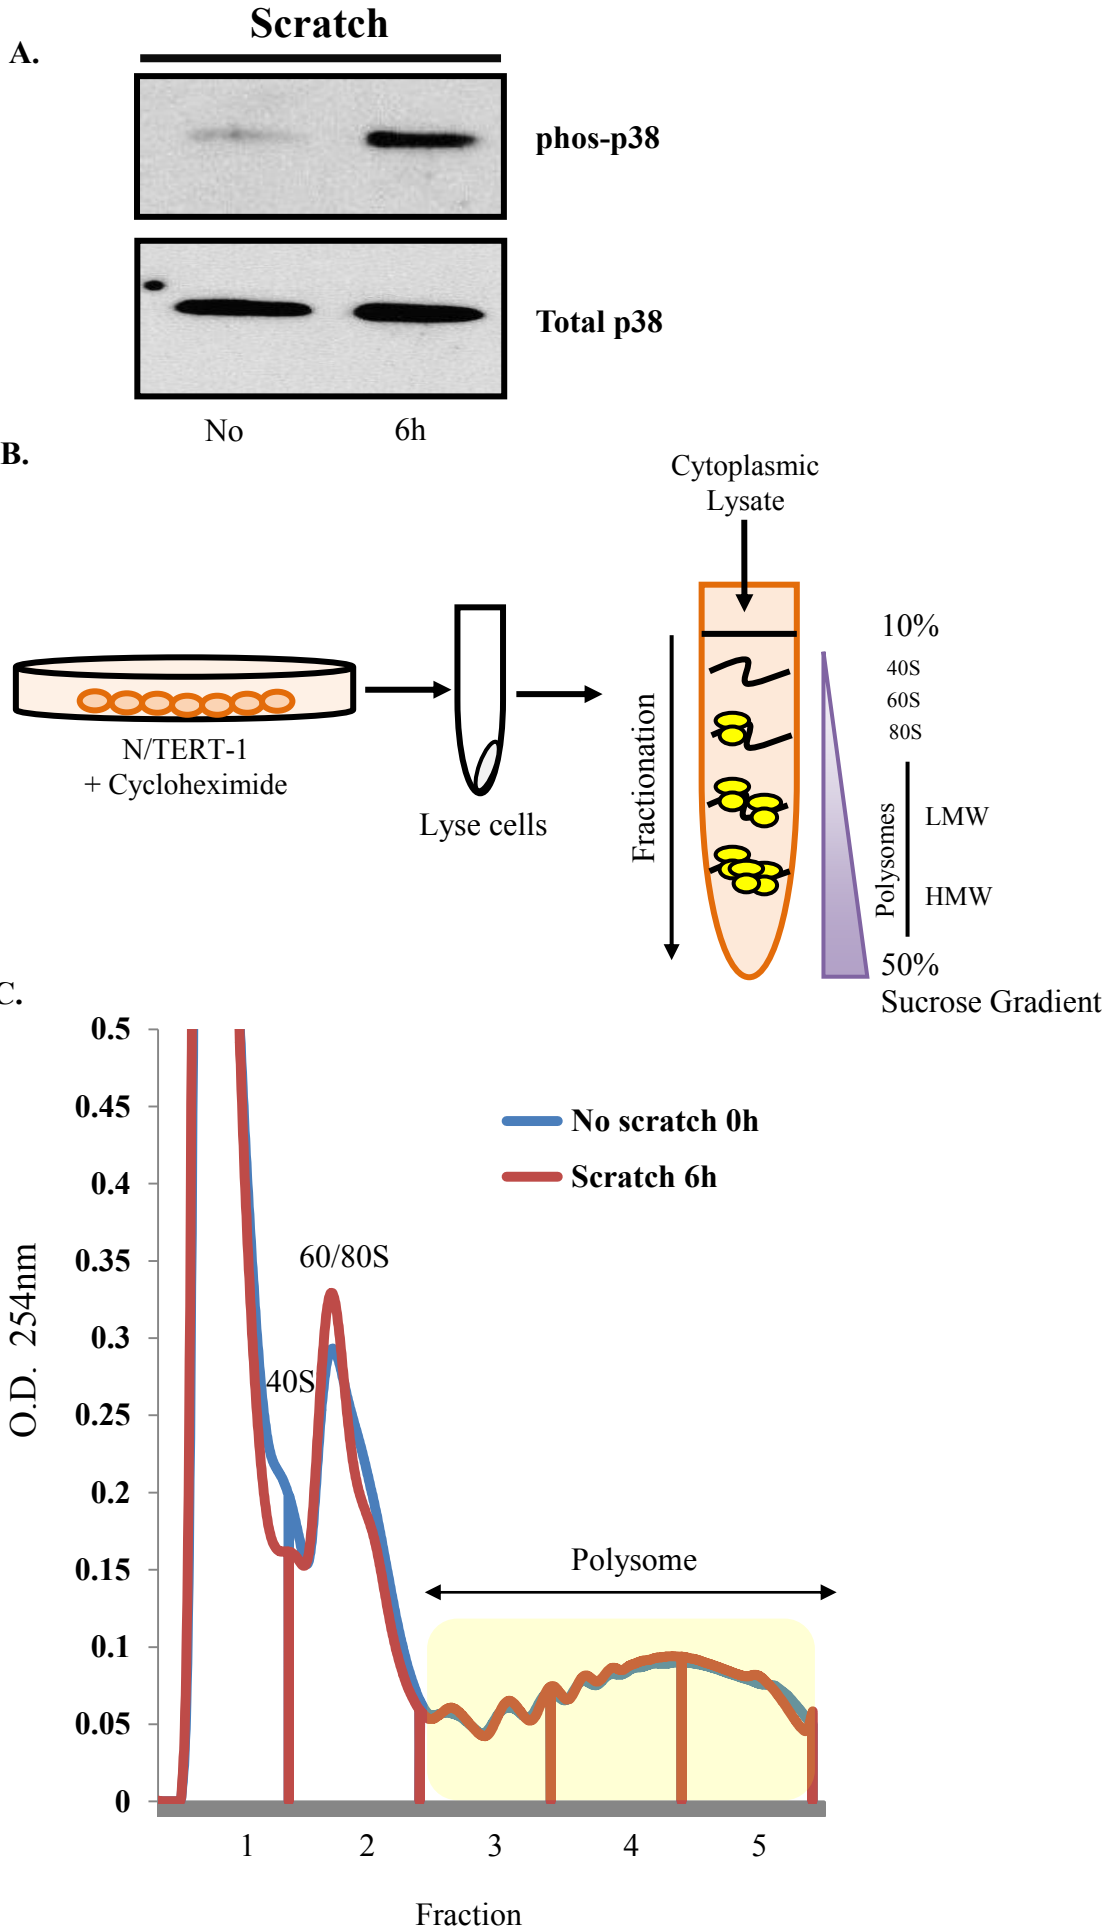 Scratch
A.
phos-p38
Total p38
No 6h
B.
Cytoplasmic
Lysate
10%
40S
60S
80S
Fractionation
Polysomes
LMW
HMW
50%
Sucrose Gradient
N/TERT-1
+ Cycloheximide
Lyse cells
C.
0.5
0.45
0.4
0.35
0.3
0.25
0.2
0.15
0.1
0.05
0
O.D. 254nm
No scratch 0h
Scratch 6h
60/80S
40S
Polysome
1 2 3 4 5
Fraction